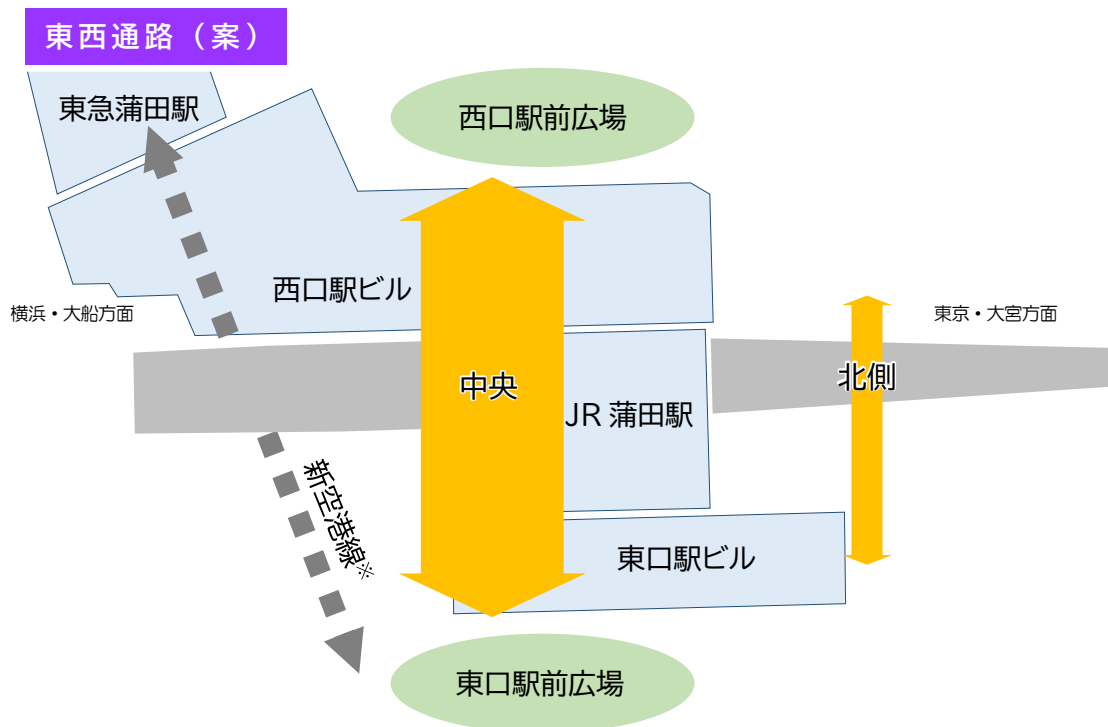 東西通路（案）
東急蒲田駅
西口駅前広場
西口駅ビル
横浜・大船方面
東京・大宮方面
中央
北側
JR 蒲田駅
新空港線※
東口駅ビル
東口駅前広場